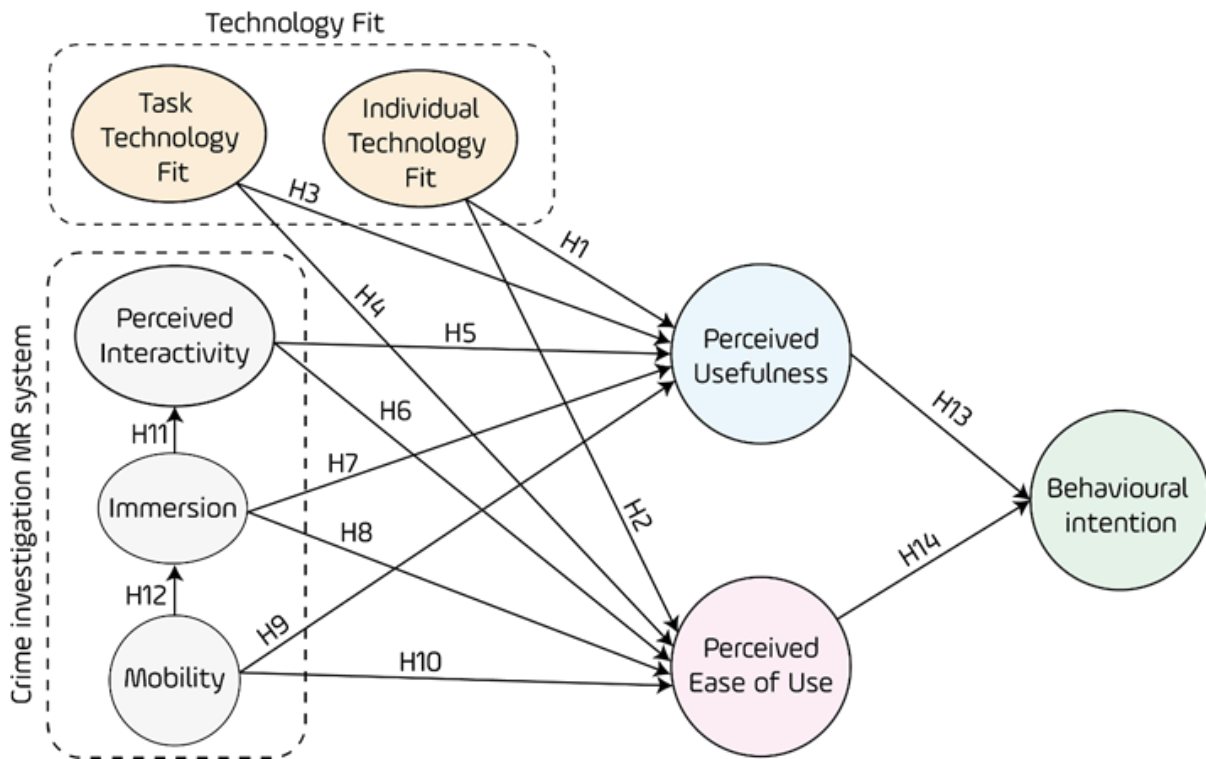 Technology Fit
Task
Technology
Fit
Individual
Technology
Fit
H3
H1
H4
H5
H6
H7
H2
H8
H9
H10
H11
H12
H13
H14
Crime investigation MR system
Perceived
Interactivity
Immersion
Mobility
Perceived
Usefulness
Perceived
Ease of Use
Behavioural
intention